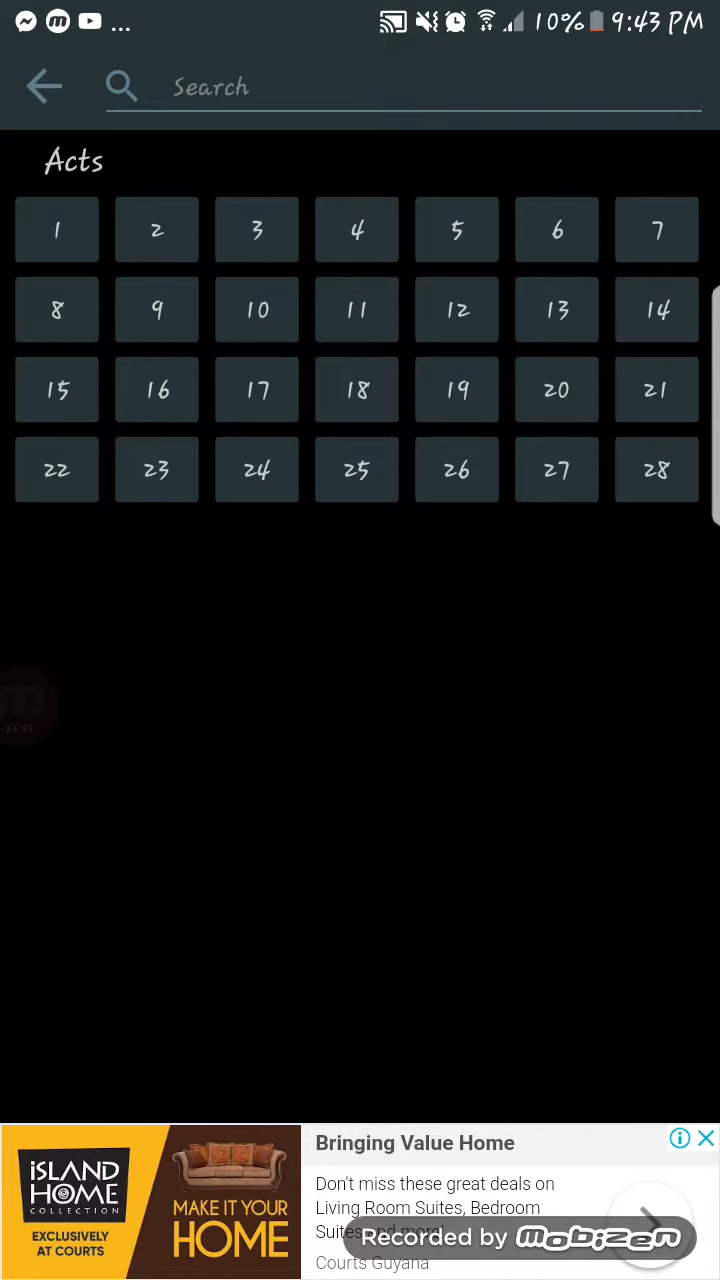 ... 10% 9:43 PM
Search
Acts
1 2 3 4 5 6 7
8 9 10 11 12 13 14
15 16 17 18 19 20 21
22 23 24 25 26 27 28
ISLAND
HOME
COLLECTION
EXCLUSIVELY
AT COURTS
MAKE IT YOUR
HOME
Bringing Value Home
Don't miss these great deals on
Living Room Suites, Bedroom
Suites and more!
Courts Guyana
Recorded by mobizen